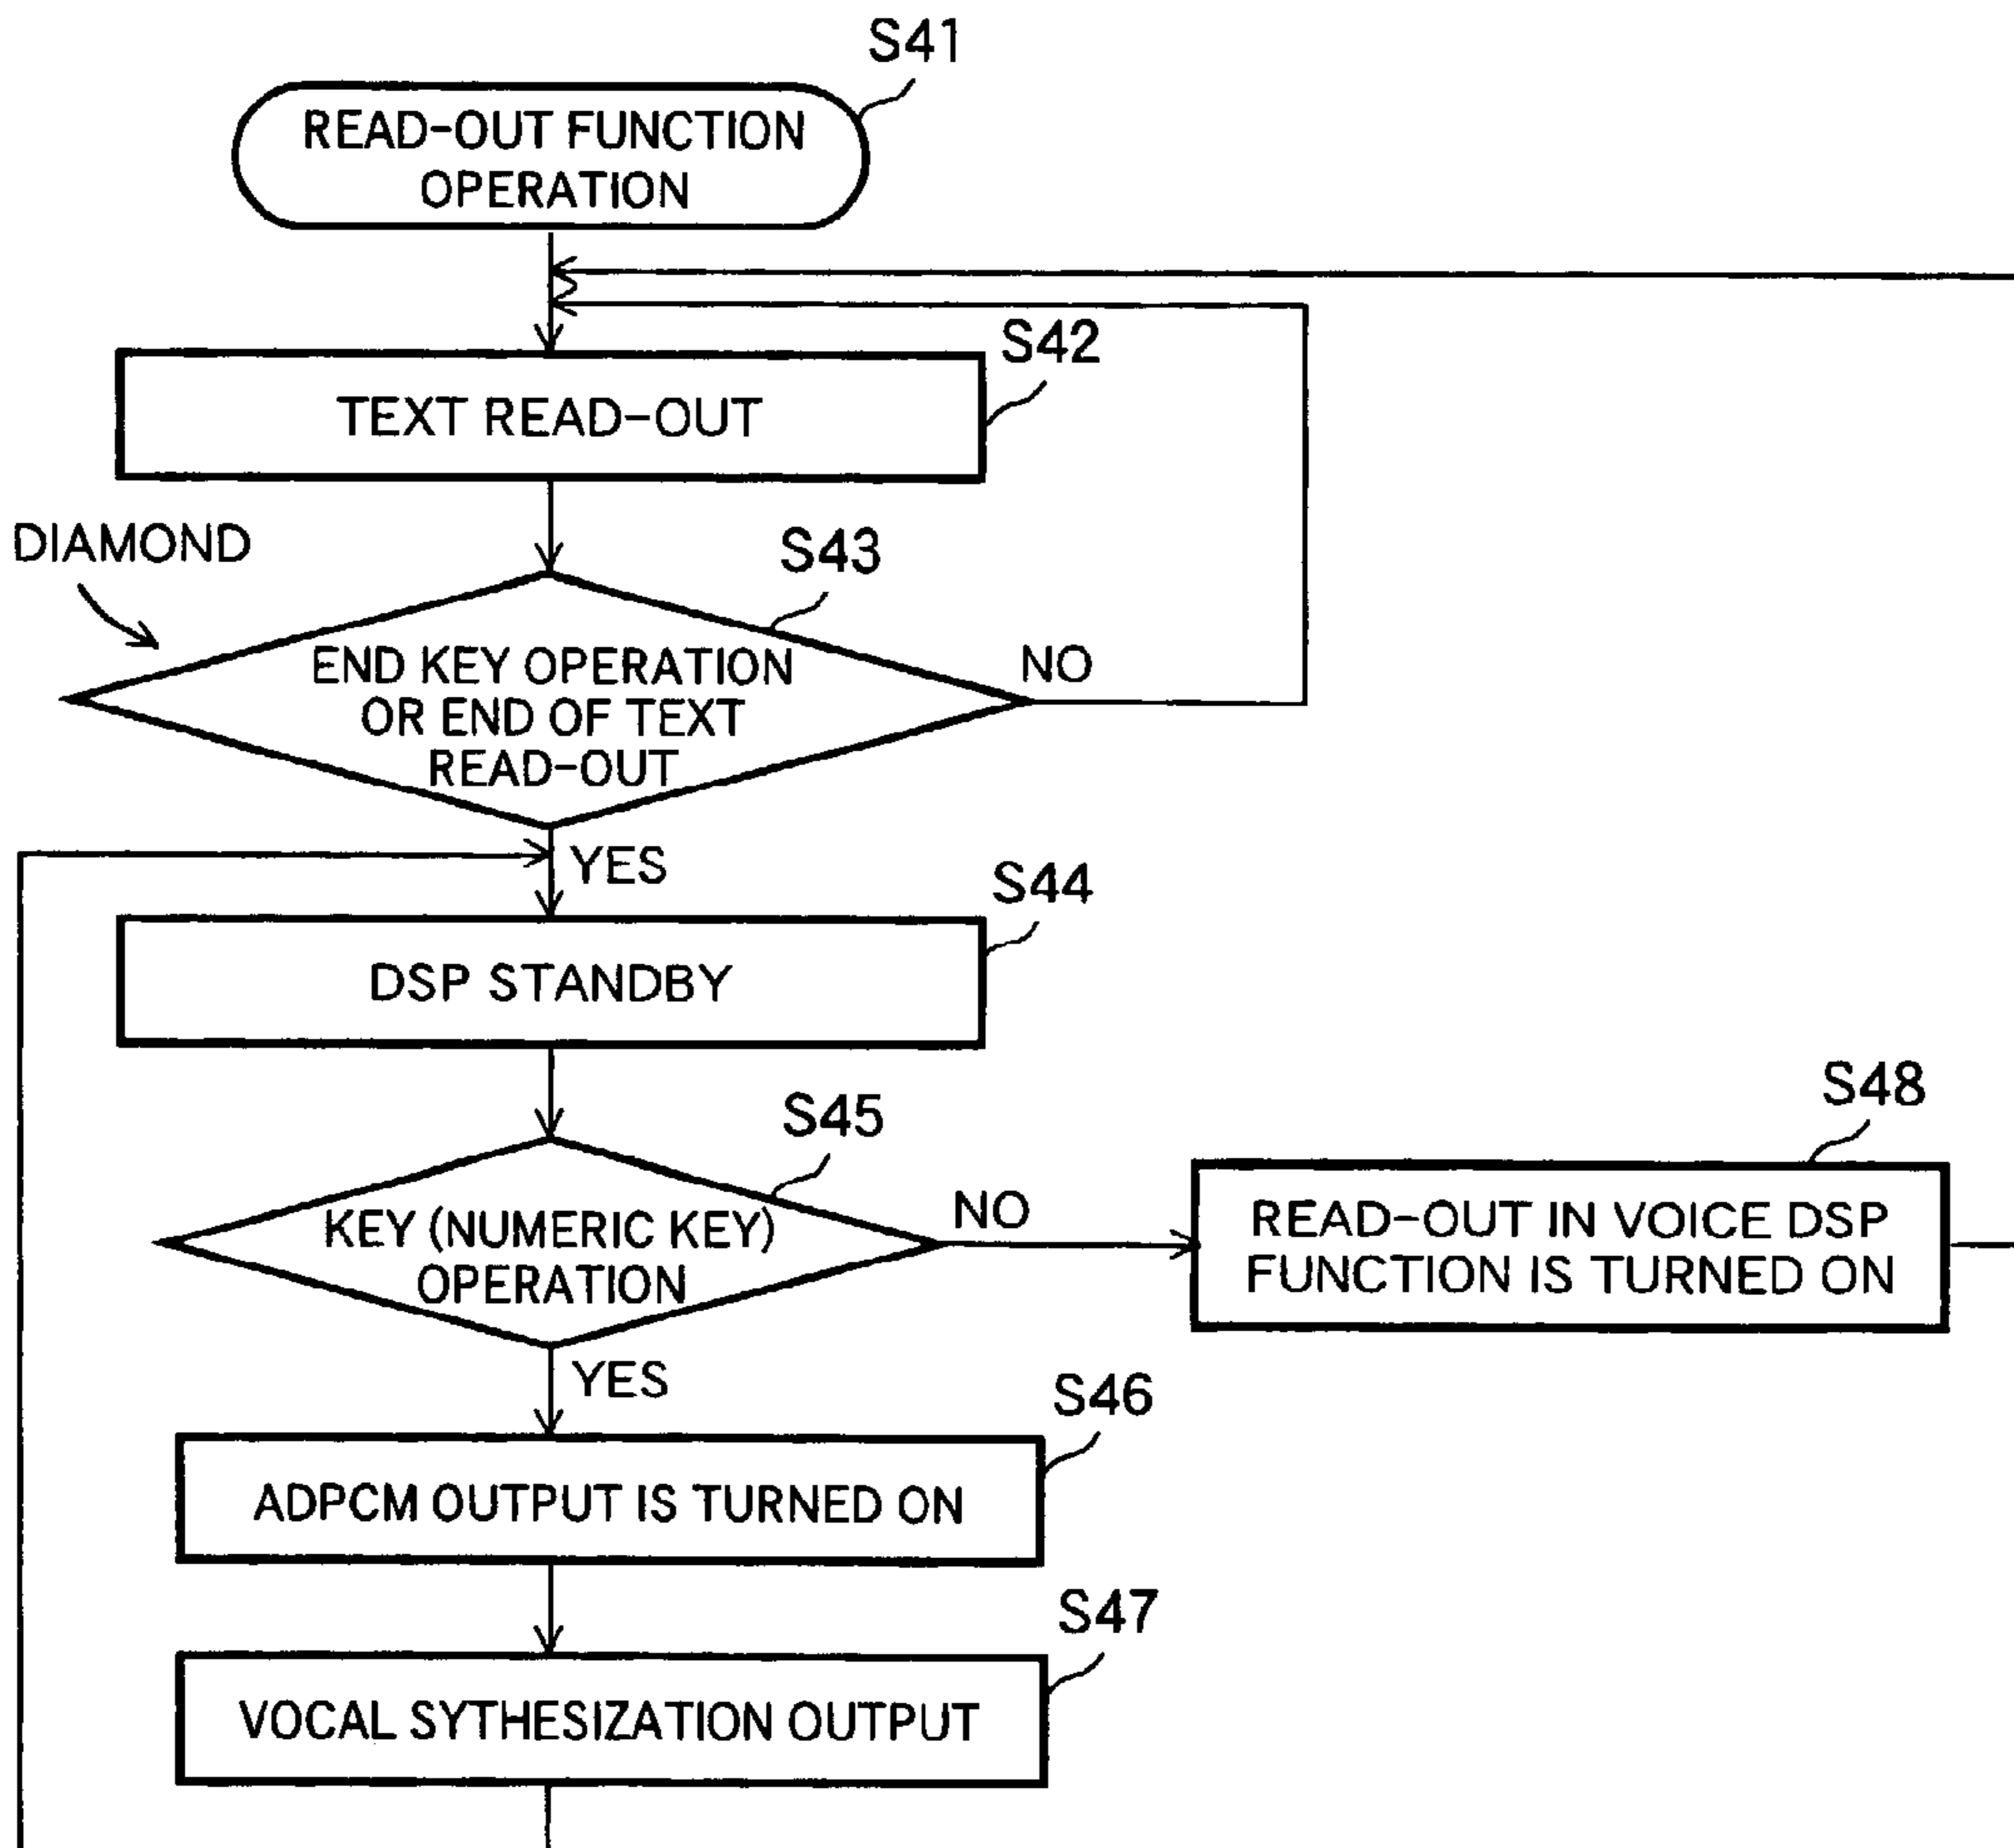 S41
READ-OUT FUNCTION
OPERATION
S42
TEXT READ-OUT
DIAMOND
S43
END KEY OPERATION
OR END OF TEXT
READ-OUT
NO
YES
S44
DSP STANDBY
S45
KEY (NUMERIC KEY)
OPERATION
NO
S48
READ-OUT IN VOICE DSP
FUNCTION IS TURNED ON
YES
S46
ADPCM OUTPUT IS TURNED ON
S47
VOCAL SYTHESIZATION OUTPUT